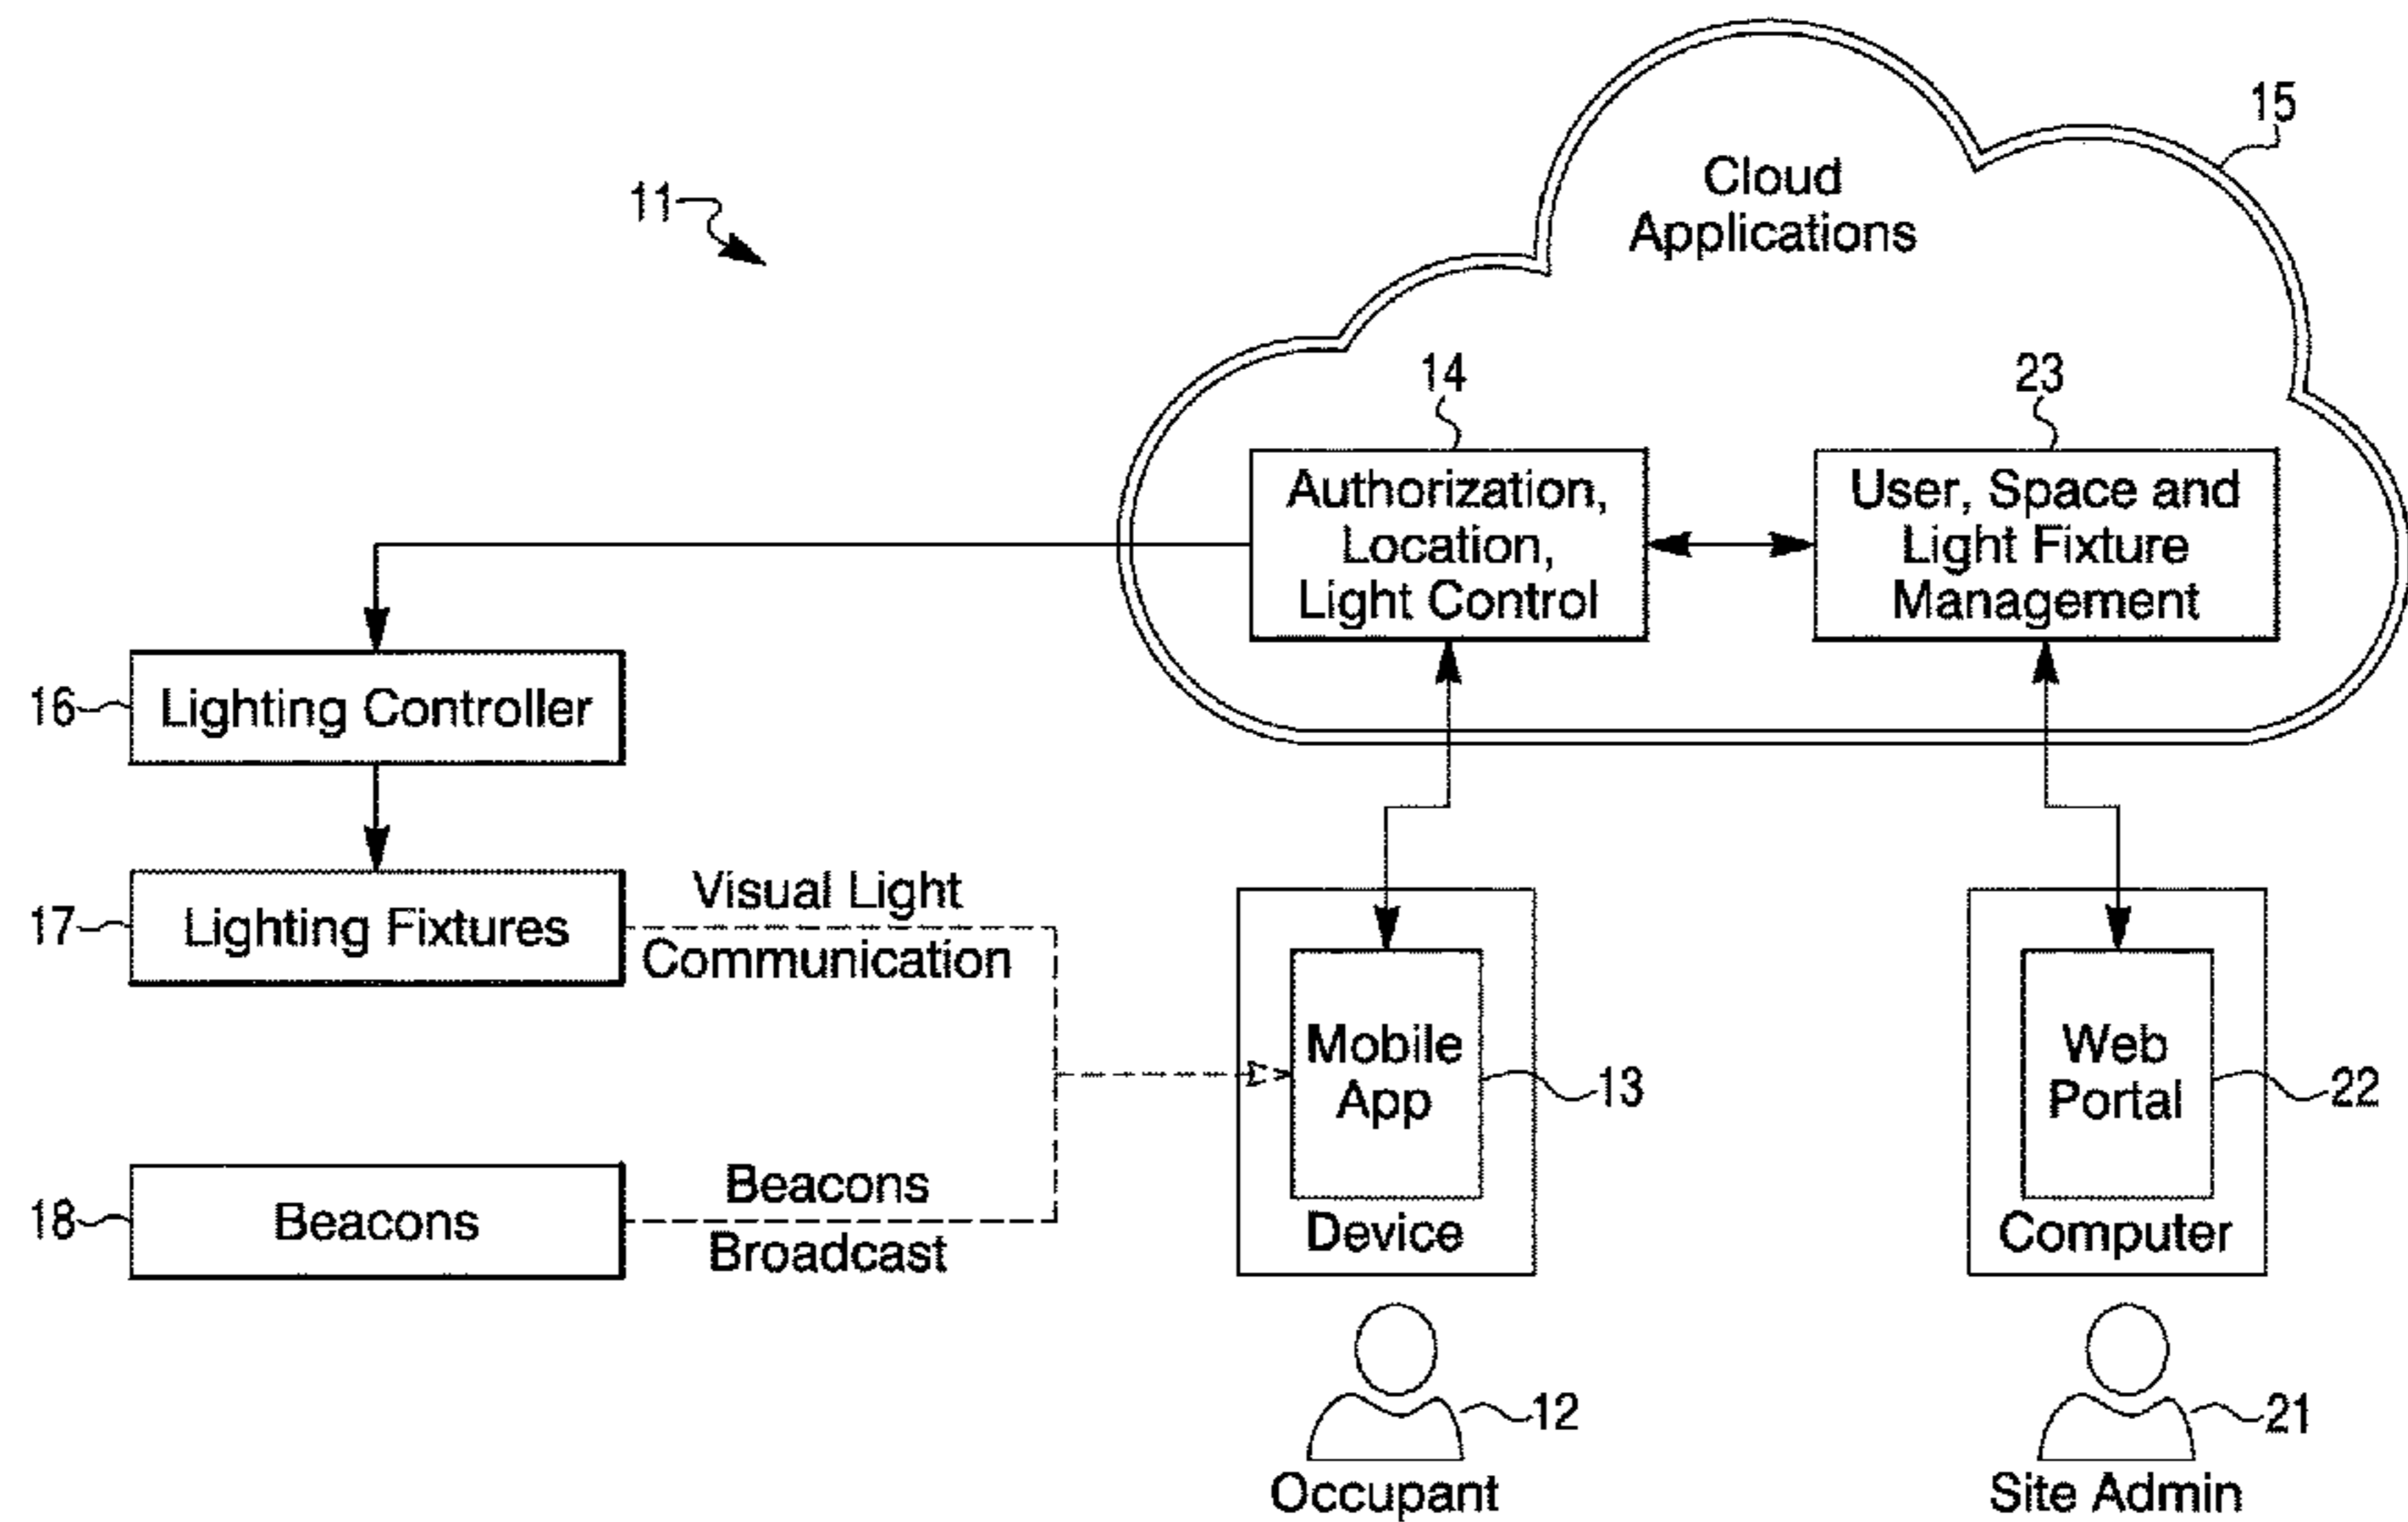 15
Cloud
Applications
11
14
23
Authorization,
Location,
Light Control
User, Space and
Light Fixture
Management
16
Lighting Controller
17
Lighting Fixtures
Visual Light
Communication
18
Beacons
Beacons
Broadcast
Mobile
App
13
Device
Web
Portal
22
Computer
12
Occupant
21
Site Admin